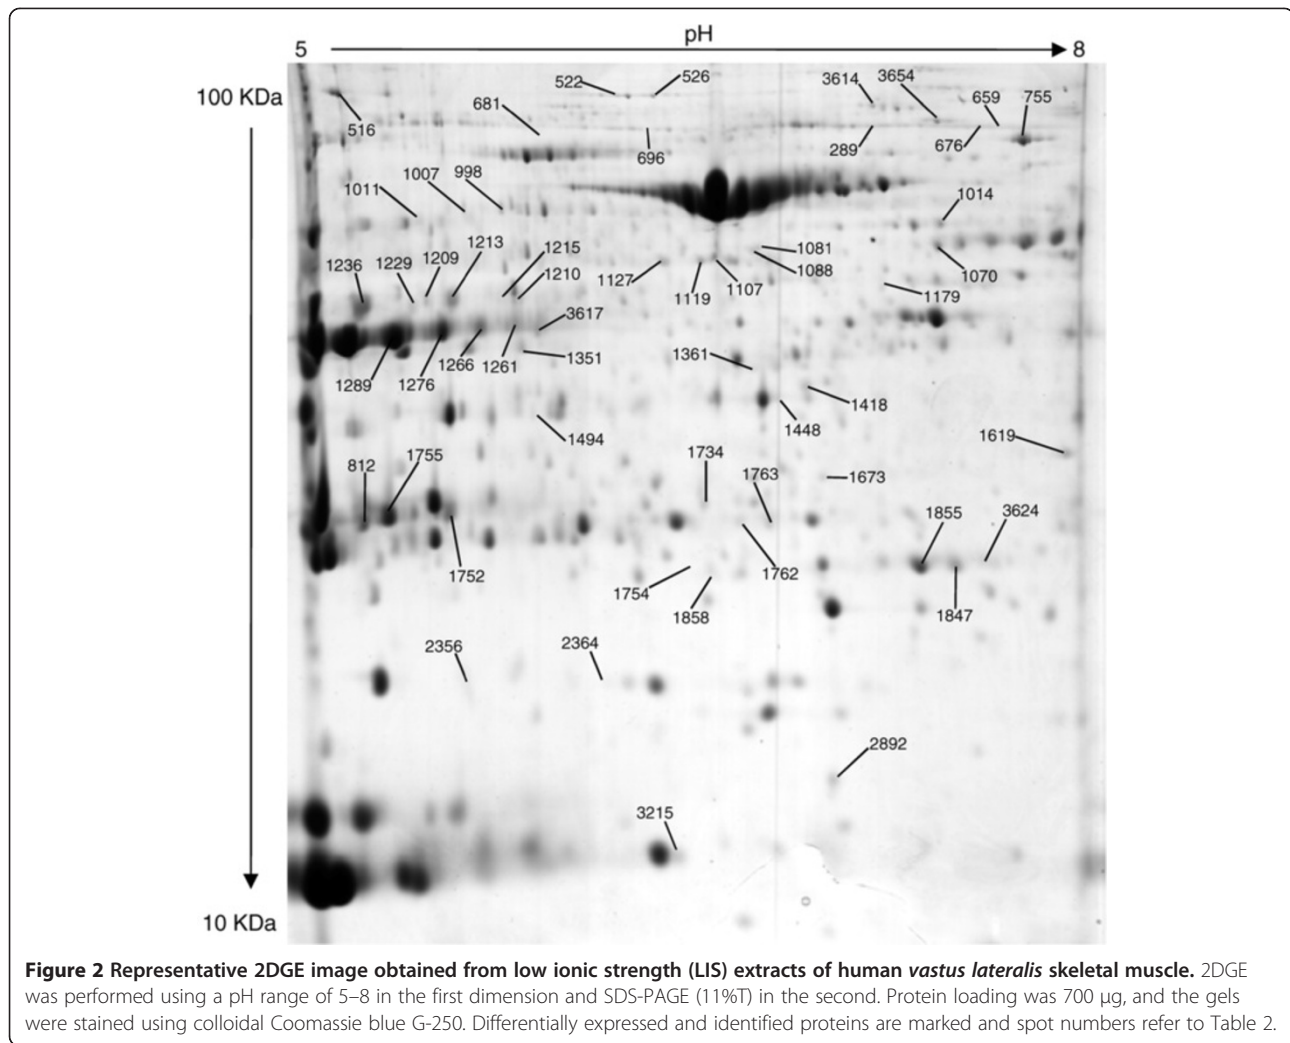 pH
5 8
100 KDa
522 526 3614 3654 659 755
681
516 696 289 676
1011 1007 998 1014
1236 1229 1209 1213 1215 1210 1081 1088
1127 1119 1107 1070 1179
3617
1289 1276 1266 1261 1351 1361
1418
1494 1448
1619
812 1755 1734 1763 1673
1855 3624
1752 1754 1762
1858 1847
2356 2364
2892
3215
10 KDa
Figure 2 Representative 2DGE image obtained from low ionic strength (LIS) extracts of human vastus lateralis skeletal muscle. 2DGE
was performed using a pH range of 5–8 in the first dimension and SDS-PAGE (11%T) in the second. Protein loading was 700 μg, and the gels
were stained using colloidal Coomassie blue G-250. Differentially expressed and identified proteins are marked and spot numbers refer to Table 2.